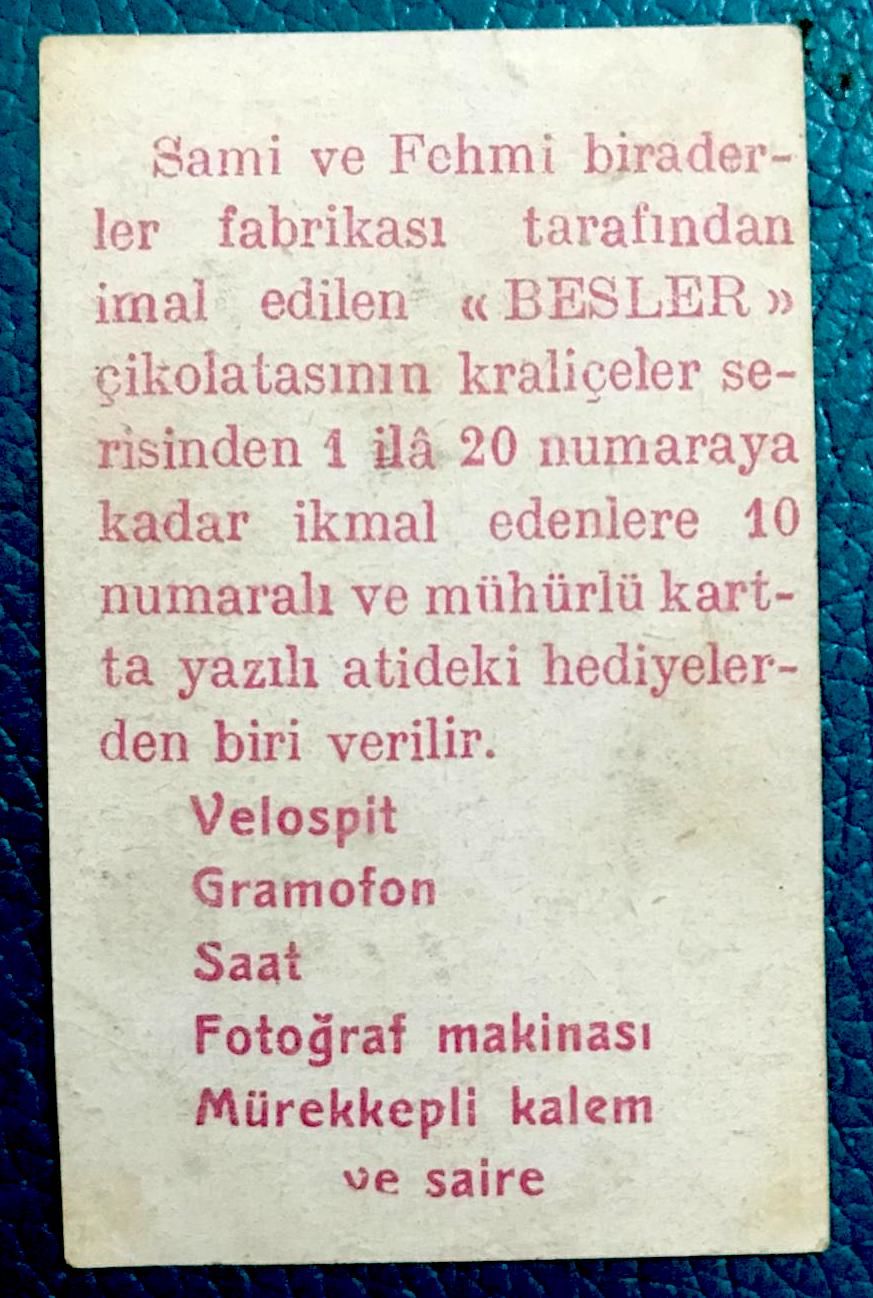 Sami ve Fehmi birader-
ler fabrikası tarafından
imal edilen « BESLER »
çikolatasının kraliçeler se-
risinden 1 ilâ 20 numaraya
kadar ikmal edenlere 10
numaralı ve mühürlü kart-
ta yazılı atideki hediyeler-
den biri verilir.
Velospit
Gramofon
Saat
Fotoğraf makinası
Mürekkepli kalem
ve saire